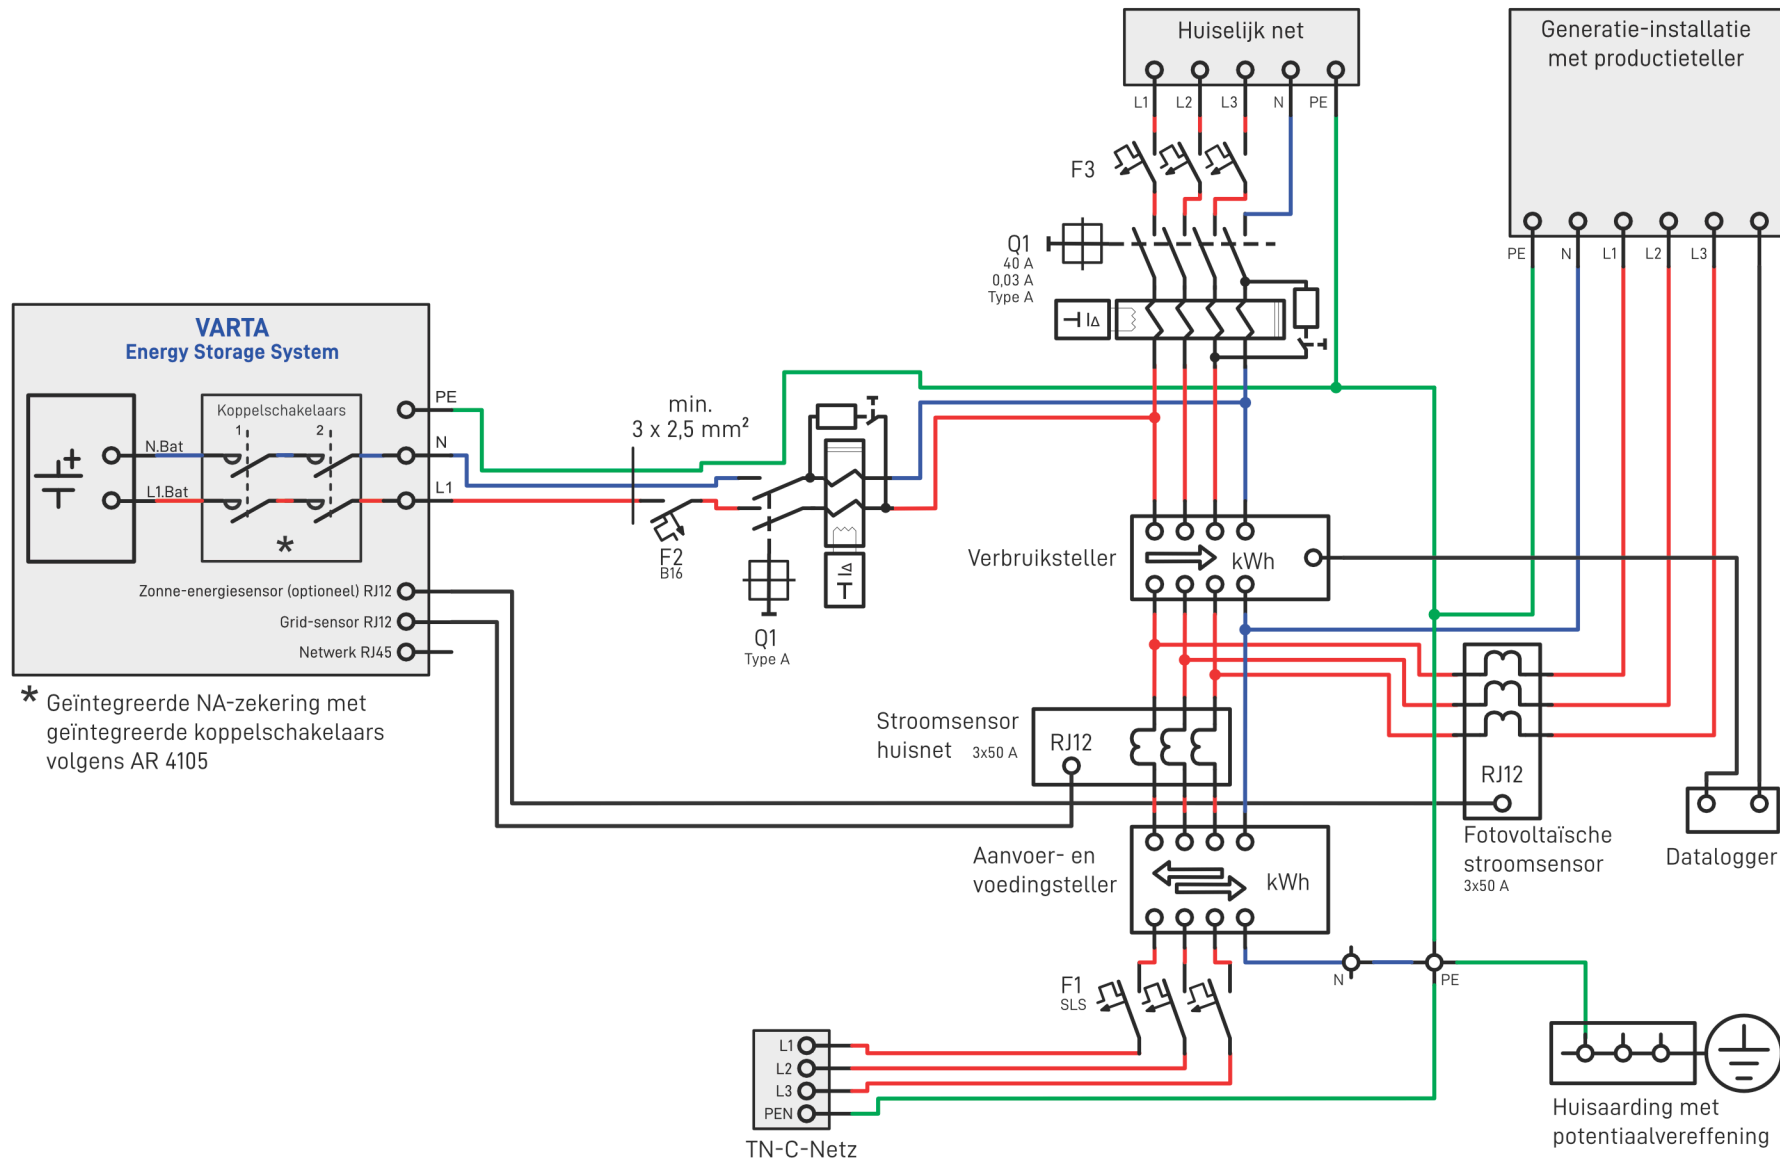 Huiselijk net
L1
L2
L3
N
PE
Generatie-installatie
met productieteller
PE
N
L1
L2
L3
F3
Q1
40 A
0,03 A
Type A
I∆
VARTA
Energy Storage System
Koppelschakelaars
1
2
N.Bat
L1.Bat
*
PE
N
L1
Zonne-energiesensor (optioneel) RJ12
Grid-sensor RJ12
Netwerk RJ45
* Geïntegreerde NA-zekering met
geïntegreerde koppelschakelaars
volgens AR 4105
min.
3 x 2,5 mm²
F2
B16
I∆
Q1
Type A
Verbruiksteller
kWh
Stroomsensor
huisnet 3x50 A
RJ12
RJ12
Fotovoltaïsche
stroomsensor
3x50 A
Datalogger
Aanvoer- en
voedingsteller
kWh
F1
SLS
N
PE
L1
L2
L3
PEN
TN-C-Netz
Huisaarding met
potentiaalvereffening